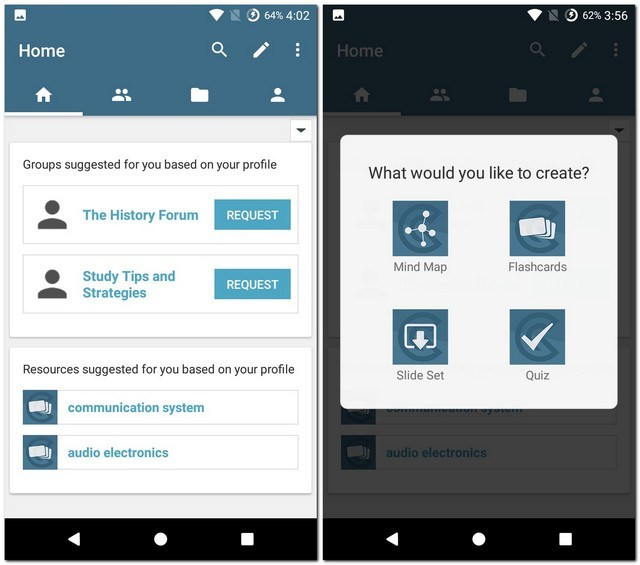 64% 4:02
Home
Groups suggested for you based on your profile
The History Forum
REQUEST
Study Tips and
Strategies
REQUEST
Resources suggested for you based on your profile
communication system
audio electronics
62% 3:56
Home
What would you like to create?
Mind Map
Flashcards
Slide Set
Quiz
communication system
audio electronics